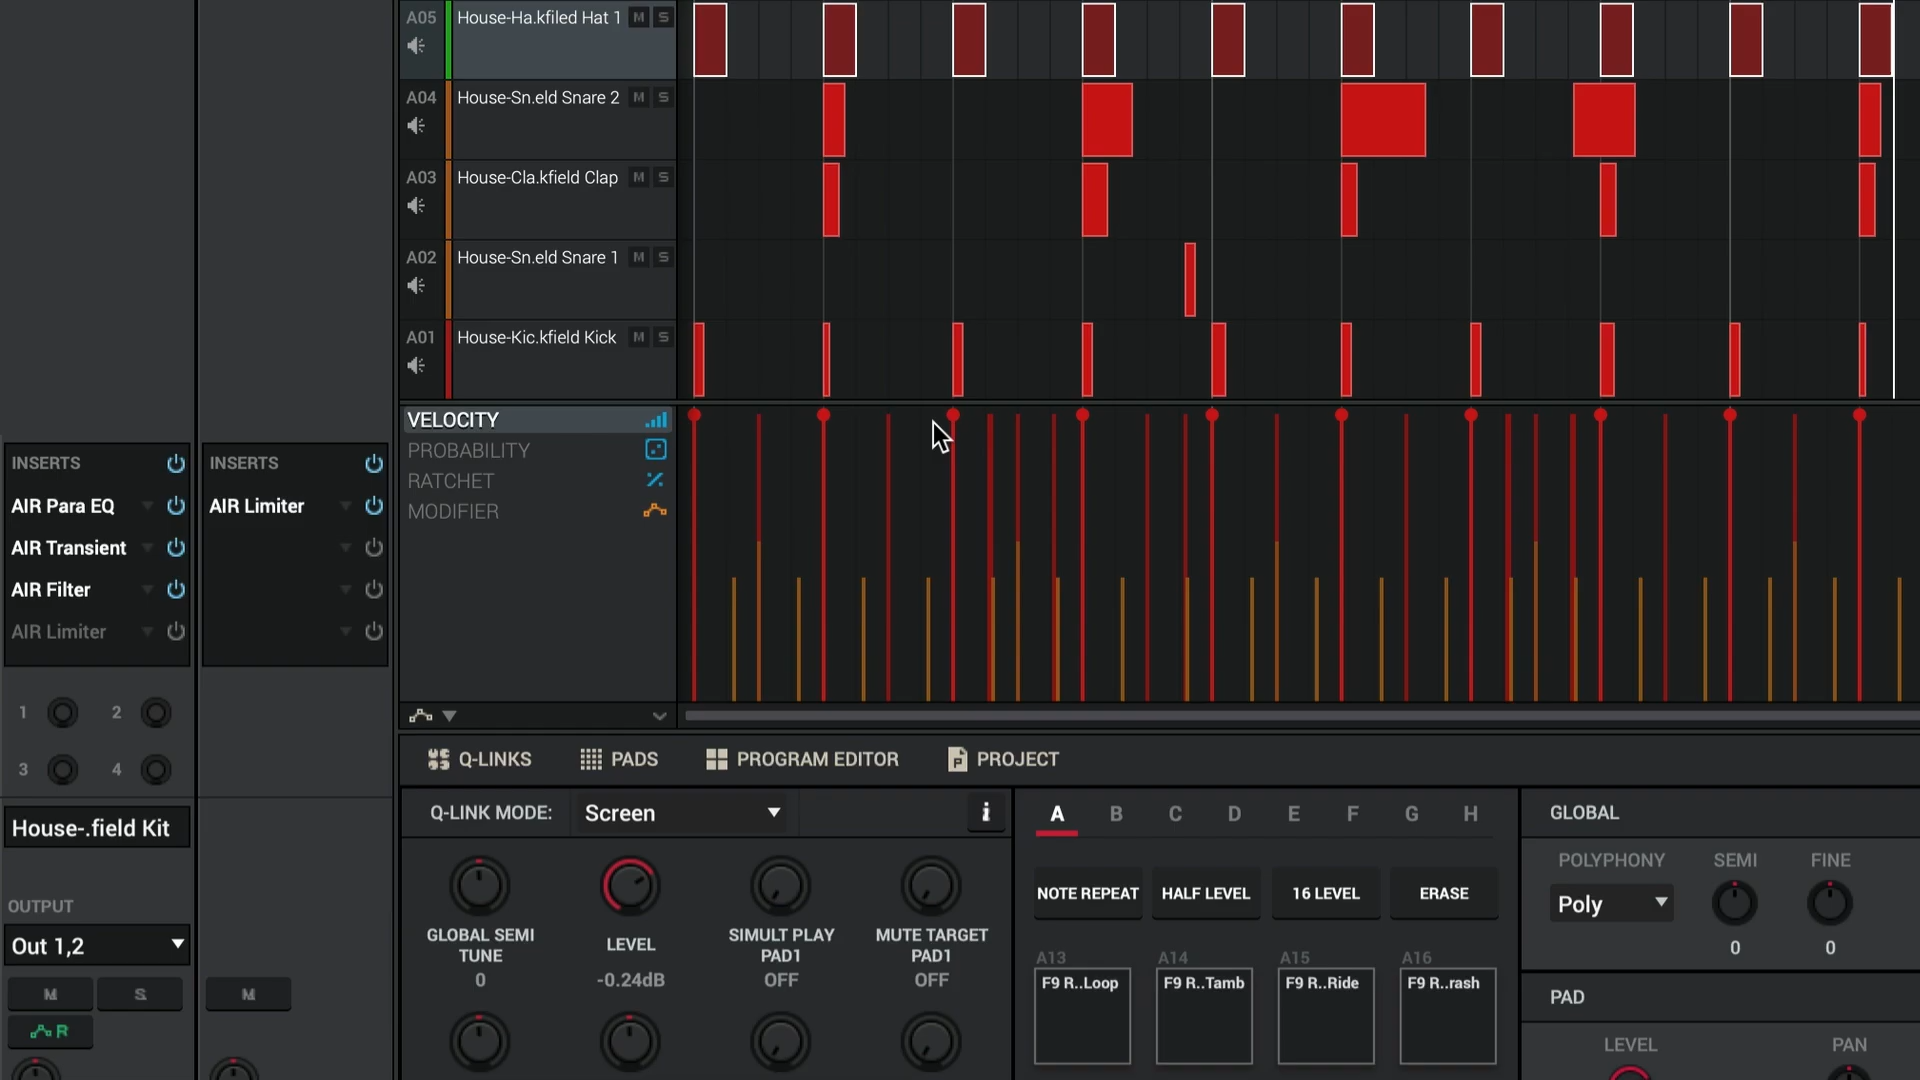 A05 House-Ha.kfiled Hat 1 M S
A04 House-Sn.eld Snare 2 M S
A03 House-Cla.kfield Clap M S
A02 House-Sn.eld Snare 1 M S
A01 House-Kic.kfield Kick M S
VELOCITY
PROBABILITY
RATCHET
MODIFIER
INSERTS
AIR Para EQ
AIR Transient
AIR Filter
AIR Limiter
1 2
3 4
House-.field Kit
OUTPUT
Out 1,2
M S
R
INSERTS
AIR Limiter
M
Q-LINKS PADS PROGRAM EDITOR PROJECT
Q-LINK MODE: Screen i
GLOBAL SEMI
TUNE
0
LEVEL
-0.24dB
SIMULT PLAY
PAD1
OFF
MUTE TARGET
PAD1
OFF
A B C D E F G H
NOTE REPEAT HALF LEVEL 16 LEVEL ERASE
A13 A14 A15 A16
F9 R..Loop F9 R..Tamb F9 R..Ride F9 R..rash
GLOBAL
POLYPHONY SEMI FINE
Poly
0 0
PAD
LEVEL PAN